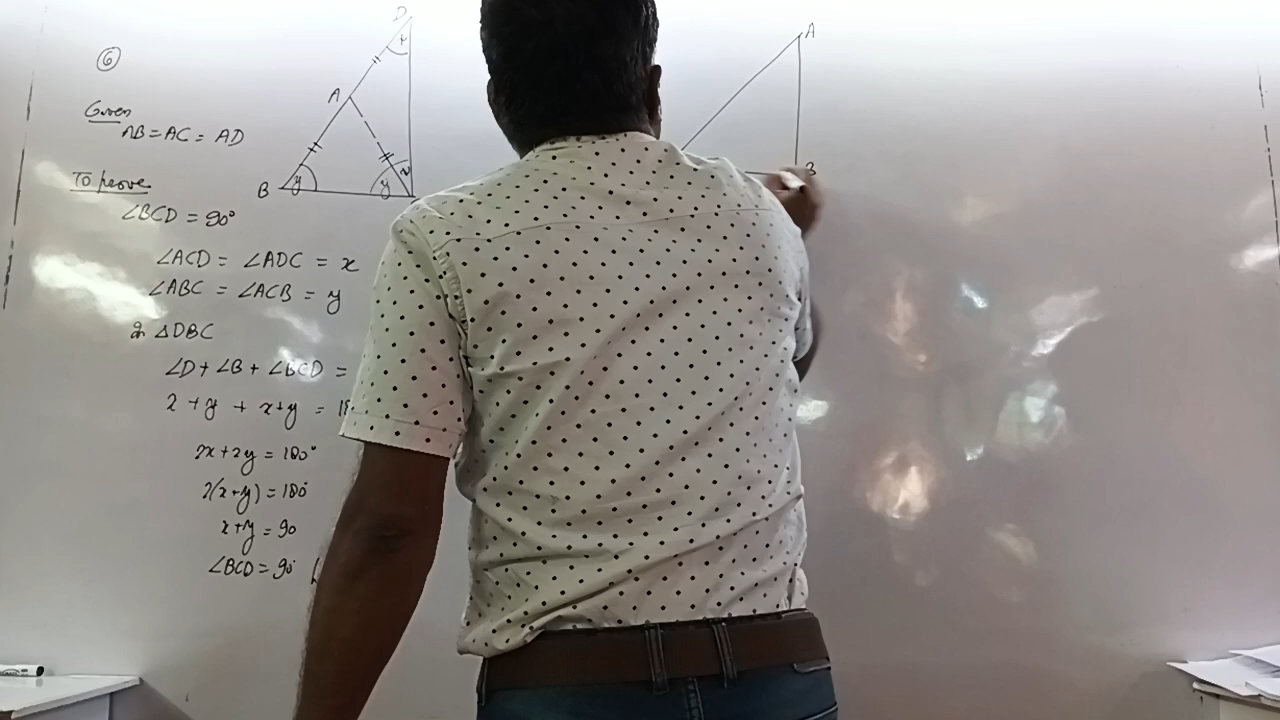 6
Given
AB = AC = AD
To prove
∠BCD = 90°
∠ACD = ∠ADC = x
∠ABC = ∠ACB = y
In △DBC
∠D + ∠B + ∠BCD =
x + y + x+y = 18
2x + 2y = 180°
2(x+y) = 180°
x+y = 90
∠BCD = 90°
D
x
A
B
y
y
x
A
B